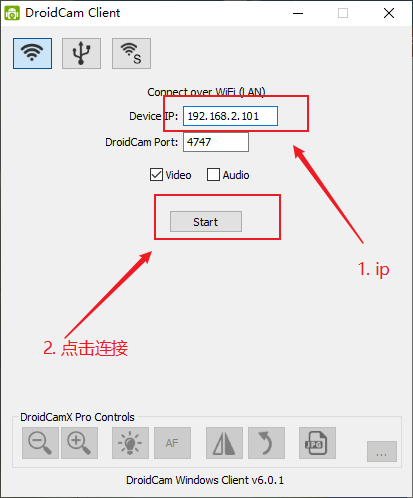 DroidCam Client
S
Connect over WiFi (LAN)
Device IP: 192.168.2.101
DroidCam Port: 4747
Video Audio
1. ip
Start
2. 点击连接
DroidCamX Pro Controls
AF
JPG
...
DroidCam Windows Client v6.0.1